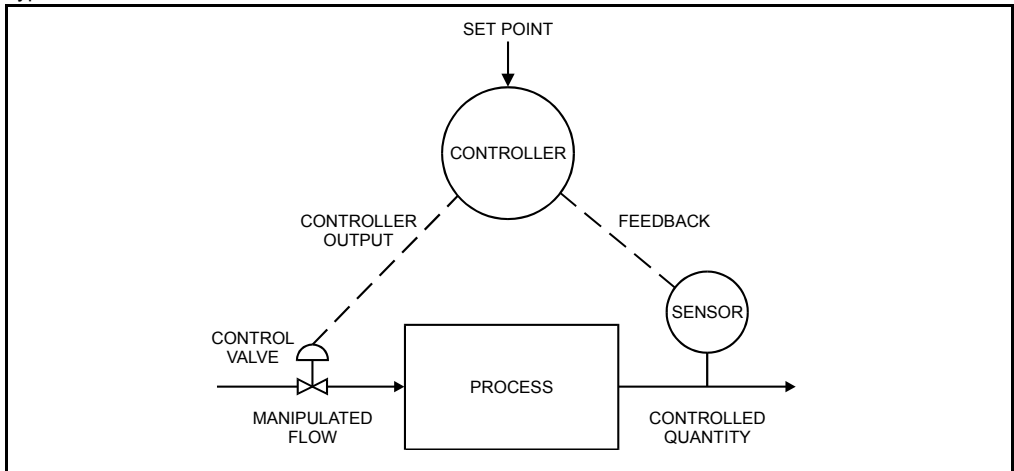 SET POINT
CONTROLLER
CONTROLLER
OUTPUT
FEEDBACK
SENSOR
CONTROL
VALVE
PROCESS
MANIPULATED
FLOW
CONTROLLED
QUANTITY